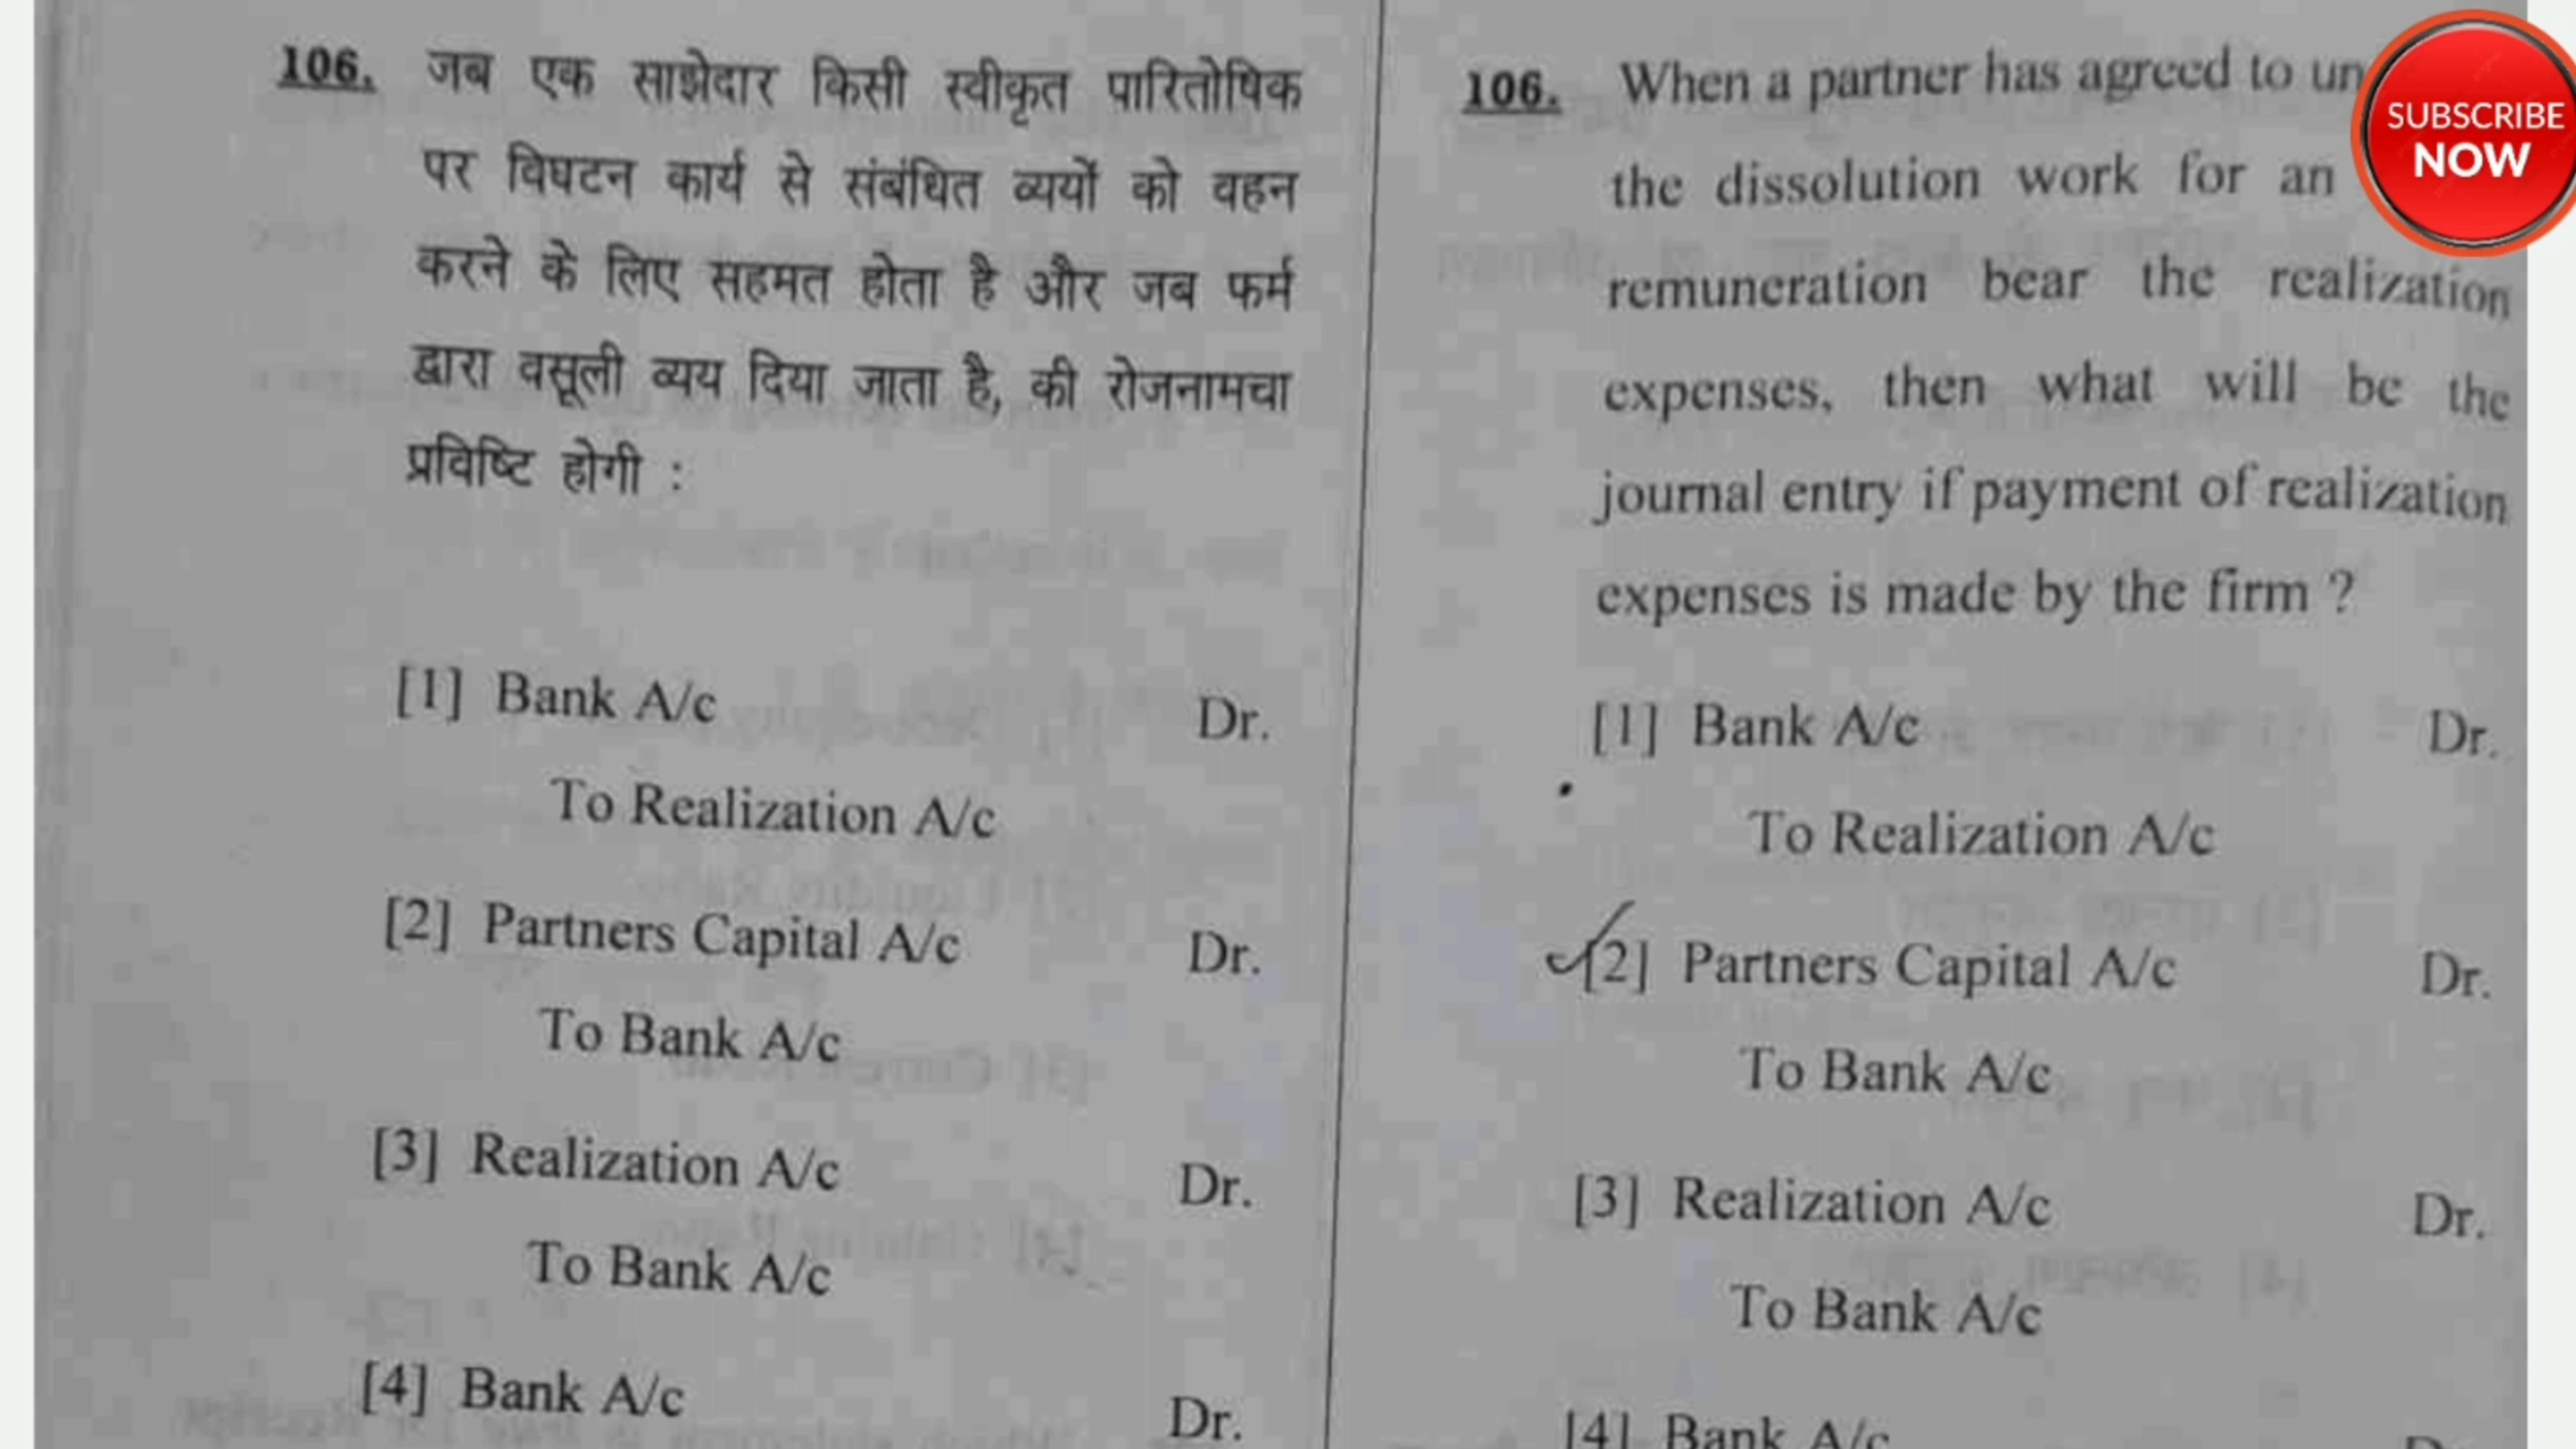 106. जब एक साझेदार किसी स्वीकृत पारितोषिक
पर विघटन कार्य से संबंधित व्ययों को वहन
करने के लिए सहमत होता है और जब फर्म
द्वारा वसूली व्यय दिया जाता है, की रोजनामचा
प्रविष्टि होगी :
[1] Bank A/c Dr.
To Realization A/c
[2] Partners Capital A/c Dr.
To Bank A/c
[3] Realization A/c Dr.
To Bank A/c
[4] Bank A/c Dr.
106. When a partner has agreed to
the dissolution work for an
remuneration bear the realization
expenses, then what will be the
journal entry if payment of realization
expenses is made by the firm ?
[1] Bank A/c Dr.
To Realization A/c
[2] Partners Capital A/c Dr.
To Bank A/c
[3] Realization A/c Dr.
To Bank A/c
[4] Bank A/c
SUBSCRIBE
NOW